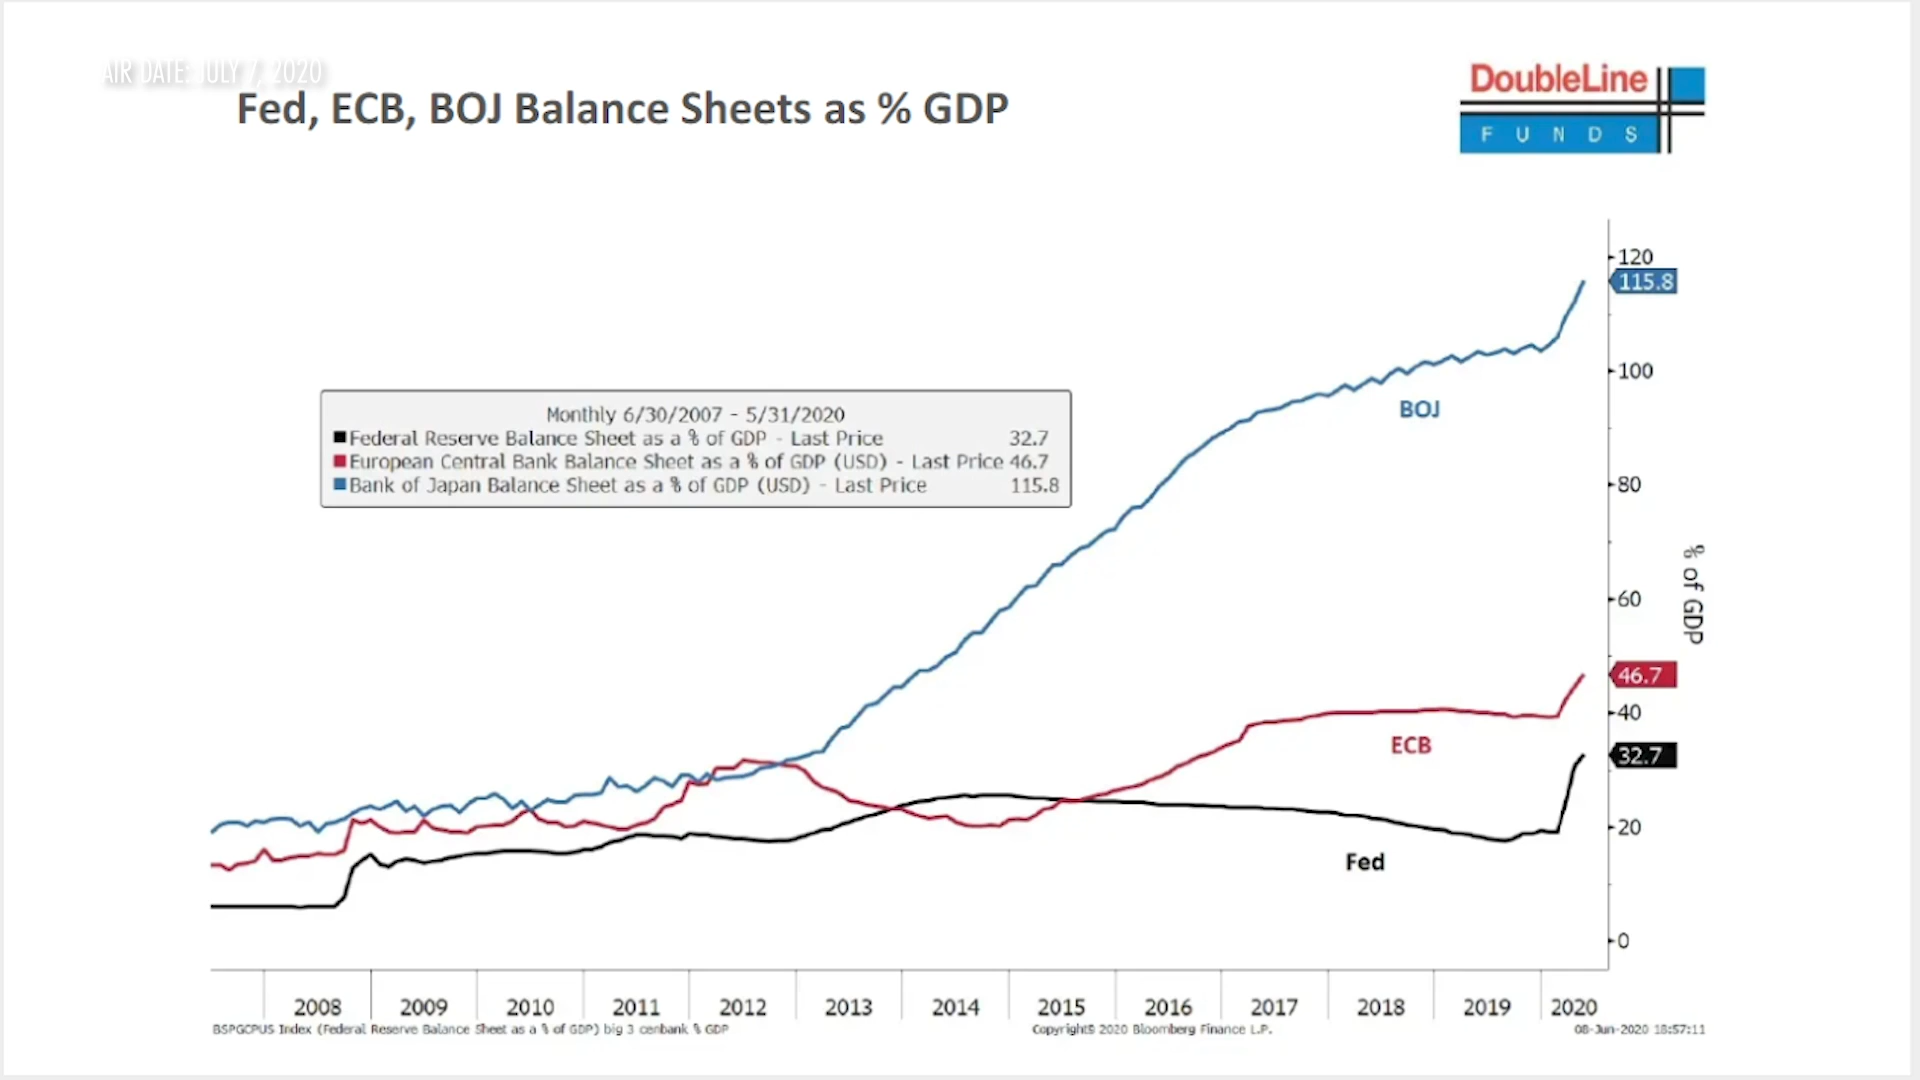 AIR DATE: JULY 7, 2020
Fed, ECB, BOJ Balance Sheets as % GDP
DoubleLine
FUNDS
120
115.8
100
BOJ
Monthly 6/30/2007 - 5/31/2020
Federal Reserve Balance Sheet as a % of GDP - Last Price 32.7
European Central Bank Balance Sheet as a % of GDP (USD) - Last Price 46.7
Bank of Japan Balance Sheet as a % of GDP (USD) - Last Price 115.8
80
60
% of GDP
46.7
40
ECB
32.7
20
Fed
0
2008 2009 2010 2011 2012 2013 2014 2015 2016 2017 2018 2019 2020
BSPGCPUS Index (Federal Reserve Balance Sheet as a % of GDP) big 3 cenbank % GDP Copyright© 2020 Bloomberg Finance L.P. 08-Jun-2020 18:57:11